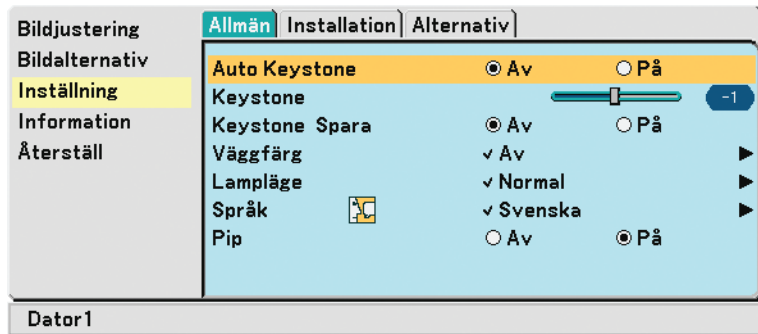 Bildjustering
Bildalternativ
Inställning
Information
Återställ
Allmän Installation Alternativ
Auto Keystone Av På
Keystone -1
Keystone Spara Av På
Väggfärg Av
Lampläge Normal
Språk Svenska
Pip Av På
Dator1